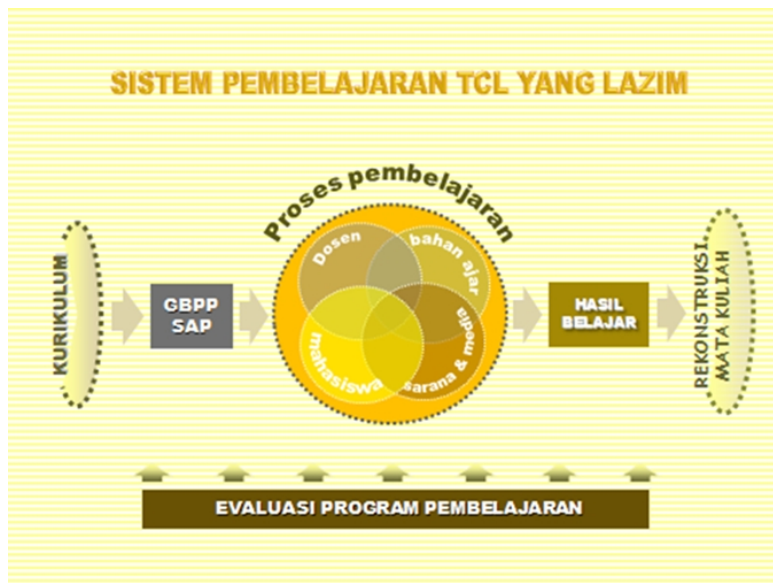 SISTEM PEMBELAJARAN TCL YANG LAZIM
Proses pembelajaran
KURIKULUM
GBPP
SAP
Dosen
bahan ajar
mahasiswa
sarana & media
HASIL
BELAJAR
REKONSTRUKSI
MATA KULIAH
EVALUASI PROGRAM PEMBELAJARAN